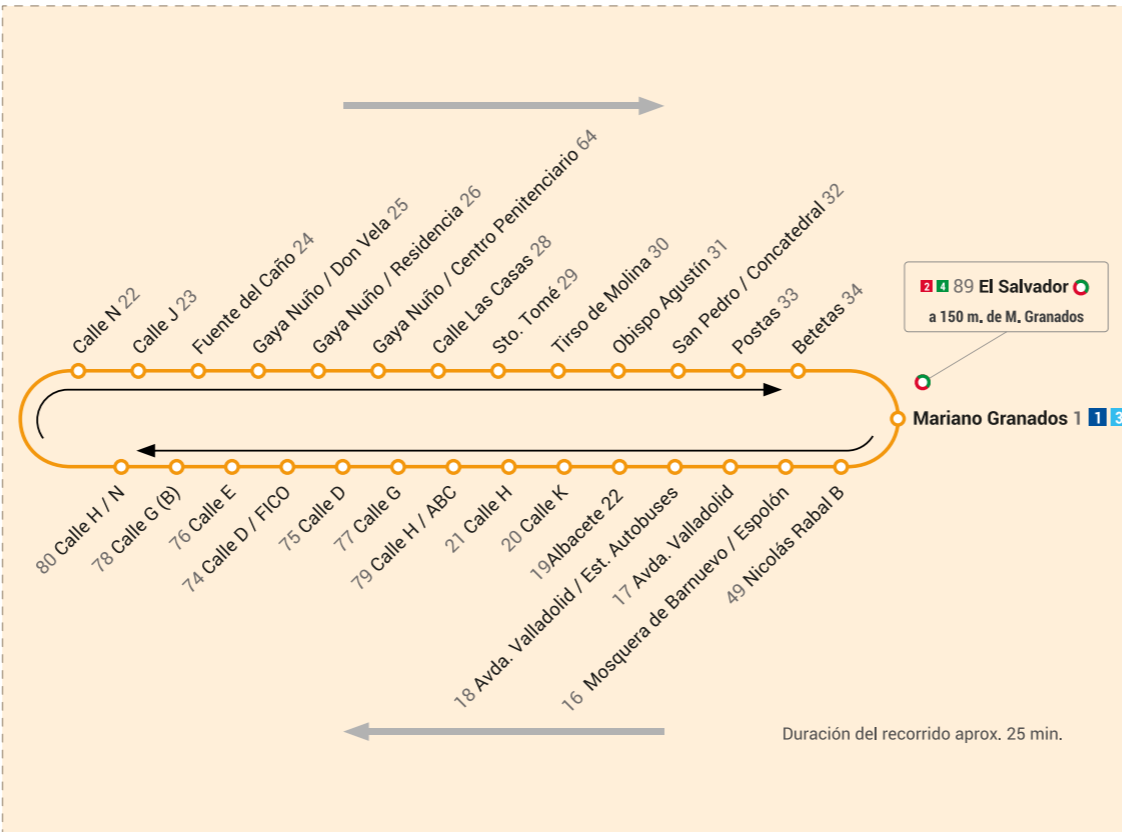 Calle N 22
Calle J 23
Fuente del Caño 24
Gaya Nuño / Don Vela 25
Gaya Nuño / Residencia 26
Gaya Nuño / Centro Penitenciario 64
Calle Las Casas 28
Sto. Tomé 29
Tirso de Molina 30
Obispo Agustín 31
San Pedro / Concatedral 32
Postas 33
Betetas 34
2 4 89 El Salvador
a 150 m. de M. Granados
Mariano Granados 1 1 3
80 Calle H / N
78 Calle G (B)
76 Calle E
74 Calle D / FICO
75 Calle D
77 Calle G
79 Calle H / ABC
21 Calle H
20 Calle K
19Albacete 22
18 Avda. Valladolid / Est. Autobuses
17 Avda. Valladolid
16 Mosquera de Barnuevo / Espolón
49 Nicolás Rabal B
Duración del recorrido aprox. 25 min.